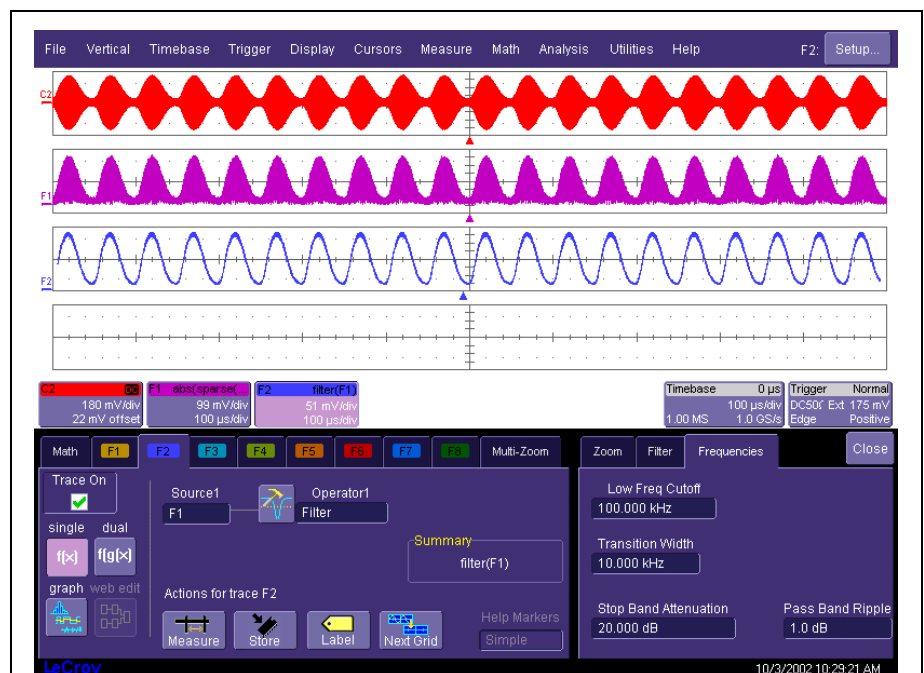 File Vertical Timebase Trigger Display Cursors Measure Math Analysis Utilities Help F2: Setup...
C2
F1
F2
C2 DC F1 abs(sparse(... F2 filter(F1) Timebase 0 µs Trigger Normal
180 mV/div 99 mV/div 51 mV/div 100 µs/div Ext 175 mV
22 mV offset 100 µs/div 100 µs/div 1.00 MS 1.0 GS/s Edge Positive
Math F1 F2 F3 F4 F5 F6 F7 F8 Multi-Zoom Zoom Filter Frequencies Close
Trace On
Source1 Operator1
F1 Filter
single dual
f(x) f(g(x))
Summary
filter(F1)
graph web edit
Actions for trace F2
Measure Store Label Next Grid
Help Markers
Simple
Low Freq Cutoff
100.000 kHz
Transition Width
10.000 kHz
Stop Band Attenuation Pass Band Ripple
20.000 dB 1.0 dB
LeCroy 10/3/2002 10:29:21 AM